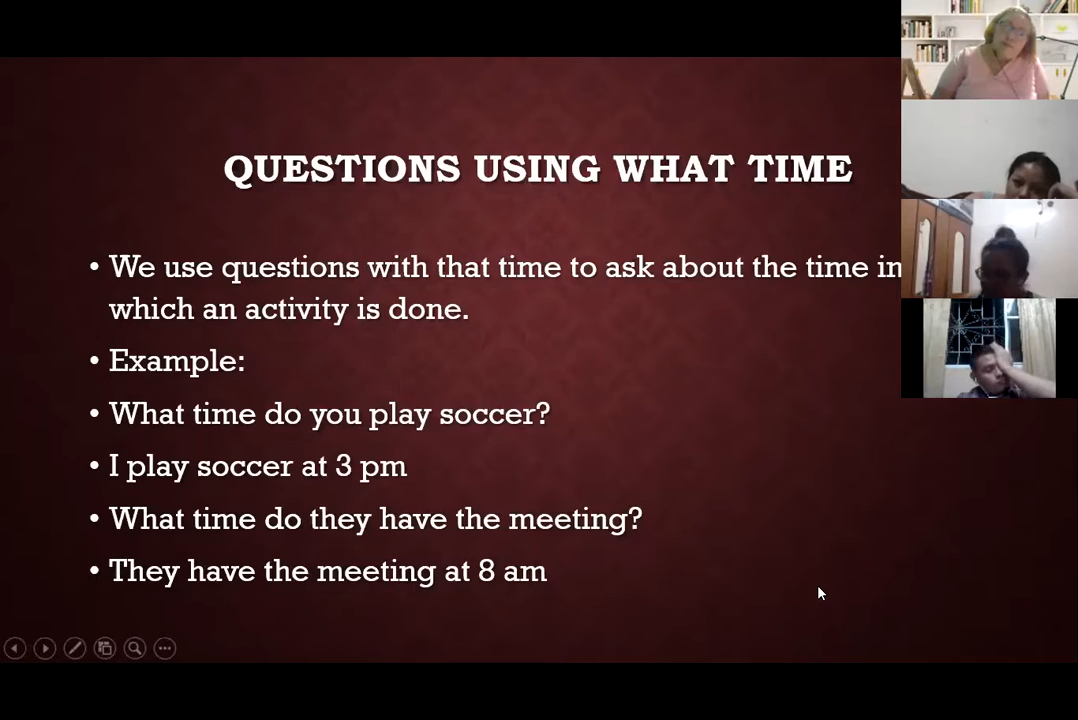 QUESTIONS USING WHAT TIME
• We use questions with that time to ask about the time in
which an activity is done.
• Example:
• What time do you play soccer?
• I play soccer at 3 pm
• What time do they have the meeting?
• They have the meeting at 8 am